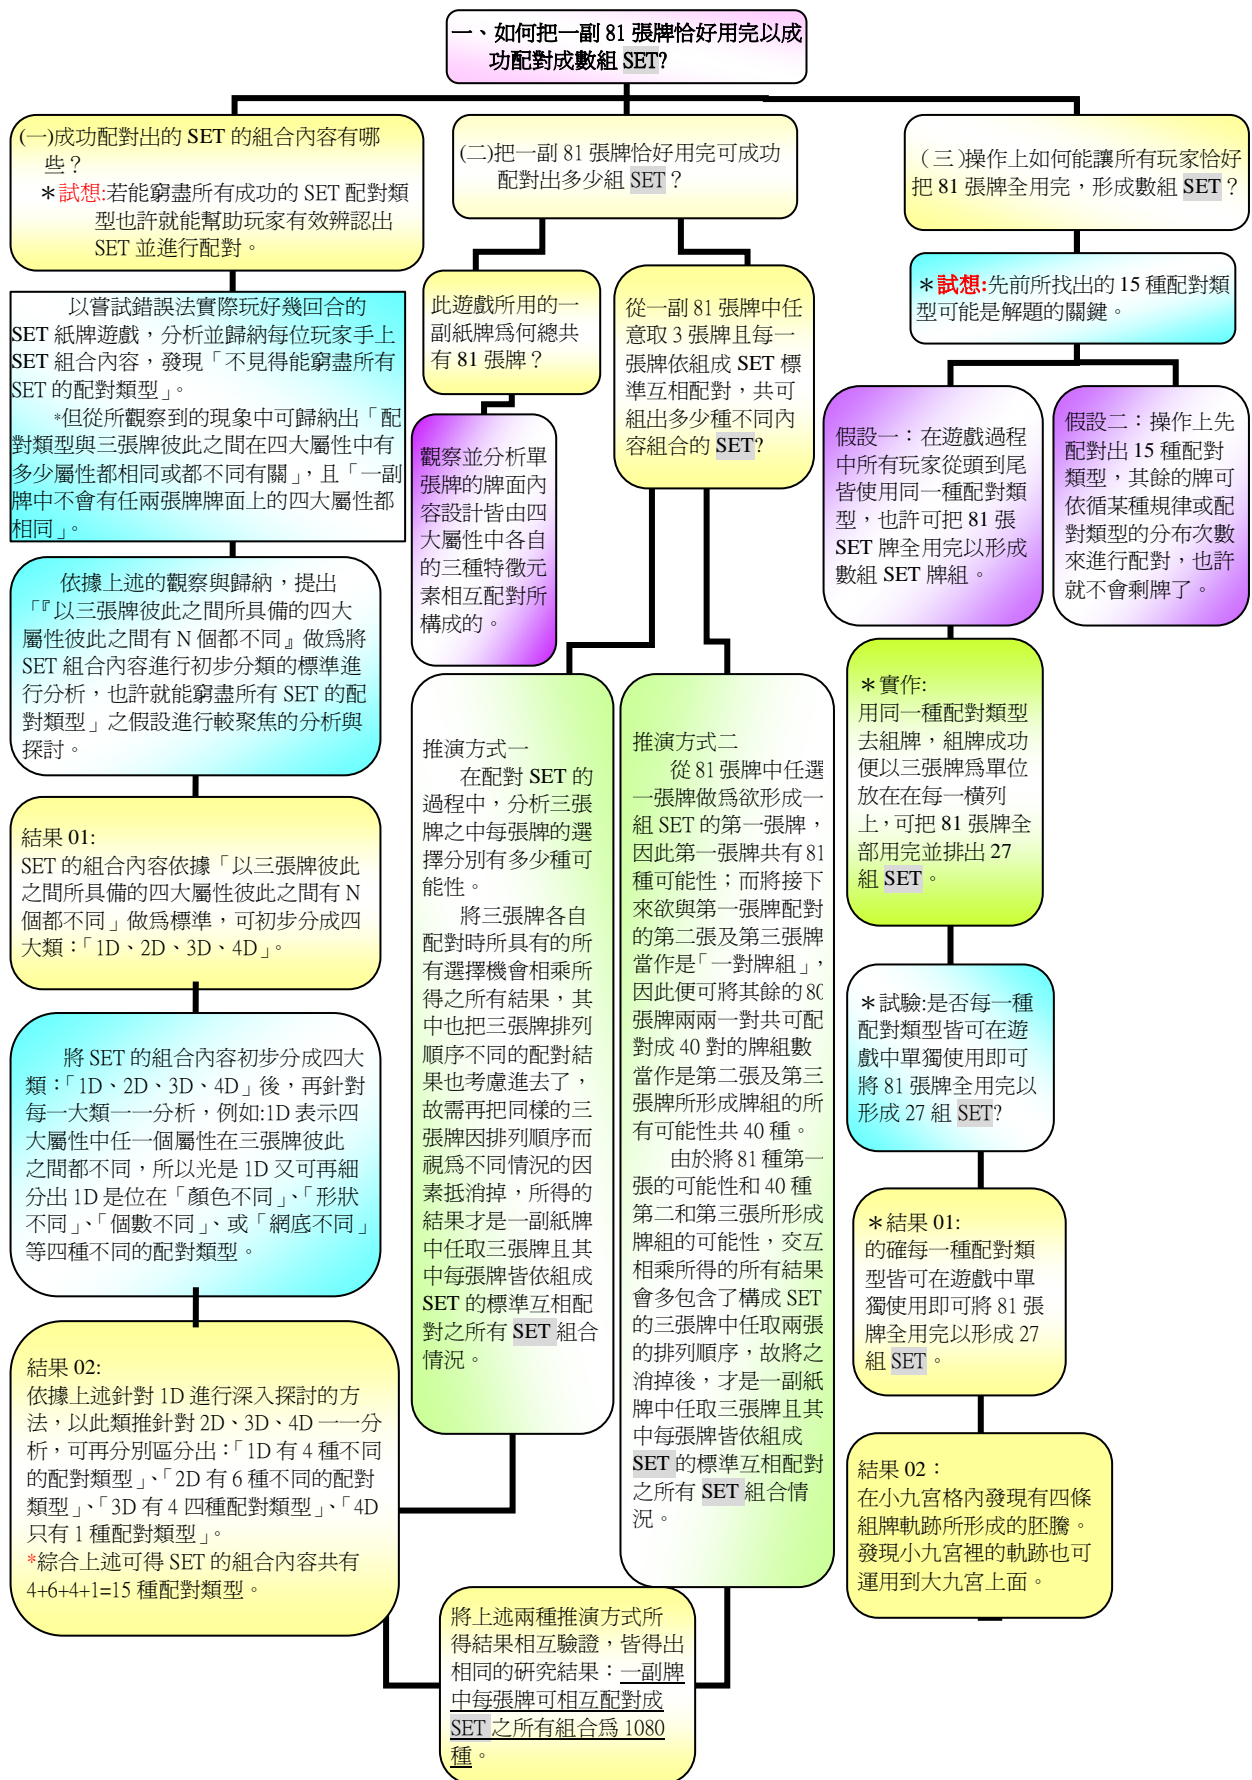 一、如何把一副 81 張牌恰好用完以成
功配對成數組 SET?
(一)成功配對出的 SET 的組合內容有哪
些？
＊試想:若能窮盡所有成功的 SET 配對類
型也許就能幫助玩家有效辨認出
SET 並進行配對。
以嘗試錯誤法實際玩好幾回合的
SET 紙牌遊戲，分析並歸納每位玩家手上
SET 組合內容，發現「不見得能窮盡所有
SET 的配對類型」。
*但從所觀察到的現象中可歸納出「配
對類型與三張牌彼此之間在四大屬性中有
多少屬性都相同或都不同有關」，且「一副
牌中不會有任兩張牌牌面上的四大屬性都
相同」。
依據上述的觀察與歸納，提出
「『以三張牌彼此之間所具備的四大
屬性彼此之間有 N 個都不同』做為將
SET 組合內容進行初步分類的標準進
行分析，也許就能窮盡所有 SET 的配
對類型」之假設進行較聚焦的分析與
探討。
結果 01:
SET 的組合內容依據「以三張牌彼此
之間所具備的四大屬性彼此之間有 N
個都不同」做為標準，可初步分成四
大類：「1D、2D、3D、4D」。
將 SET 的組合內容初步分成四大
類：「1D、2D、3D、4D」後，再針對
每一大類一一分析，例如:1D 表示四
大屬性中任一個屬性在三張牌彼此
之間都不同，所以光是 1D 又可再細
分出 1D 是位在「顏色不同」、「形狀
不同」、「個數不同」、或「網底不同」
等四種不同的配對類型。
結果 02:
依據上述針對 1D 進行深入探討的方
法，以此類推針對 2D、3D、4D 一一分
析，可再分別區分出：「1D 有 4 種不同
的配對類型」、「2D 有 6 種不同的配對
類型」、「3D 有 4 四種配對類型」、「4D
只有 1 種配對類型」。
*綜合上述可得 SET 的組合內容共有
4+6+4+1=15 種配對類型。
(二)把一副 81 張牌恰好用完可成功
配對出多少組 SET？
此遊戲所用的一
副紙牌為何總共
有 81 張牌？
觀察並分析單
張牌的牌面內
容設計皆由四
大屬性中各自
的三種特徵元
素相互配對所
構成的。
從一副 81 張牌中任
意取 3 張牌且每一
張牌依組成 SET 標
準互相配對，共可
組出多少種不同內
容組合的 SET?
推演方式一
在配對 SET 的
過程中，分析三張
牌之中每張牌的選
擇分別有多少種可
能性。
將三張牌各自
配對時所具有的所
有選擇機會相乘所
得之所有結果，其
中也把三張牌排列
順序不同的配對結
果也考慮進去了，
故需再把同樣的三
張牌因排列順序而
視為不同情況的因
素抵消掉，所得的
結果才是一副紙牌
中任取三張牌且其
中每張牌皆依組成
SET 的標準互相配
對之所有 SET 組合
情況。
推演方式二
從 81 張牌中任選
一張牌做為欲形成一
組 SET 的第一張牌，
因此第一張牌共有 81
種可能性；而將接下
來欲與第一張牌配對
的第二張及第三張牌
當作是「一對牌組」，
因此便可將其餘的 80
張牌兩兩一對共可配
對成 40 對的牌組數
當作是第二張及第三
張牌所形成牌組的所
有可能性共 40 種。
由於將 81 種第一
張的可能性和 40 種
第二和第三張所形成
牌組的可能性，交互
相乘所得的所有結果
會多包含了構成 SET
的三張牌中任取兩張
的排列順序，故將之
消掉後，才是一副紙
牌中任取三張牌且其
中每張牌皆依組成
SET 的標準互相配對
之所有 SET 組合情
況。
將上述兩種推演方式所
得結果相互驗證，皆得出
相同的研究結果：一副牌
中每張牌可相互配對成
SET 之所有組合為 1080
種。
（三）操作上如何能讓所有玩家恰好
把 81 張牌全用完，形成數組 SET？
＊試想:先前所找出的 15 種配對類
型可能是解題的關鍵。
假設一：在遊戲過程
中所有玩家從頭到尾
皆使用同一種配對類
型，也許可把 81 張
SET 牌全用完以形成
數組 SET 牌組。
假設二：操作上先
配對出 15 種配對
類型，其餘的牌可
依循某種規律或配
對類型的分布次數
來進行配對，也許
就不會剩牌了。
＊實作:
用同一種配對類型
去組牌，組牌成功
便以三張牌為單位
放在在每一橫列
上，可把 81 張牌全
部用完並排出 27
組 SET。
＊試驗:是否每一種
配對類型皆可在遊
戲中單獨使用即可
將 81 張牌全用完以
形成 27 組 SET?
＊結果 01:
的確每一種配對類
型皆可在遊戲中單
獨使用即可將 81 張
牌全用完以形成 27
組 SET。
結果 02：
在小九宮格內發現有四條
組牌軌跡所形成的胚騰。
發現小九宮裡的軌跡也可
運用到大九宮上面。